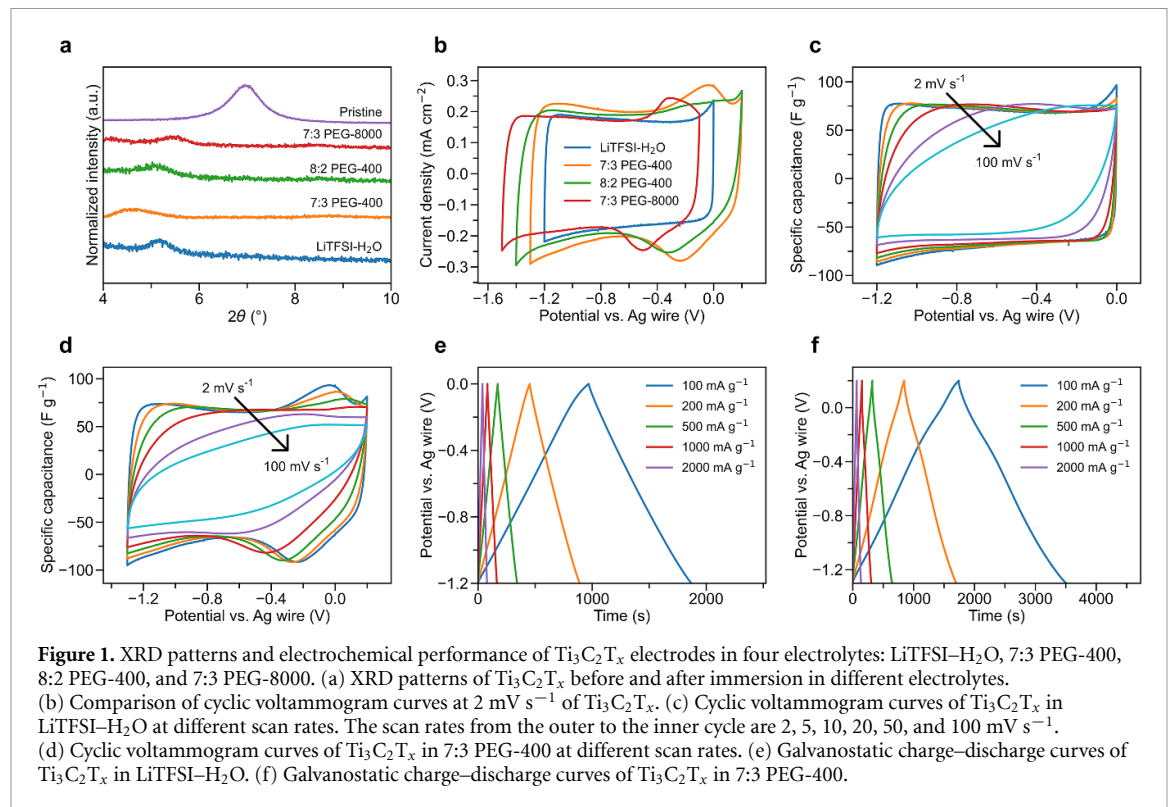 a
Normalized intensity (a.u.)
Pristine
7:3 PEG-8000
8:2 PEG-400
7:3 PEG-400
LiTFSI-H₂O
4 6 8 10
2θ (°)
b
Current density (mA cm⁻²)
0.3
0.2
0.1
0.0
−0.1
−0.2
−0.3
LiTFSI-H₂O
7:3 PEG-400
8:2 PEG-400
7:3 PEG-8000
−1.6 −1.2 −0.8 −0.4 0.0
Potential vs. Ag wire (V)
c
Specific capacitance (F g⁻¹)
100
50
0
−50
−100
2 mV s⁻¹
100 mV s⁻¹
−1.2 −0.8 −0.4 0.0
Potential vs. Ag wire (V)
d
Specific capacitance (F g⁻¹)
100
50
0
−50
−100
2 mV s⁻¹
100 mV s⁻¹
−1.2 −0.8 −0.4 0.0
Potential vs. Ag wire (V)
e
Potential vs. Ag wire (V)
0.0
−0.4
−0.8
−1.2
100 mA g⁻¹
200 mA g⁻¹
500 mA g⁻¹
1000 mA g⁻¹
2000 mA g⁻¹
0 1000 2000
Time (s)
f
Potential vs. Ag wire (V)
0.0
−0.4
−0.8
−1.2
100 mA g⁻¹
200 mA g⁻¹
500 mA g⁻¹
1000 mA g⁻¹
2000 mA g⁻¹
0 1000 2000 3000 4000
Time (s)
Figure 1. XRD patterns and electrochemical performance of Ti₃C₂Tₓ electrodes in four electrolytes: LiTFSI–H₂O, 7:3 PEG-400,
8:2 PEG-400, and 7:3 PEG-8000. (a) XRD patterns of Ti₃C₂Tₓ before and after immersion in different electrolytes.
(b) Comparison of cyclic voltammogram curves at 2 mV s⁻¹ of Ti₃C₂Tₓ. (c) Cyclic voltammogram curves of Ti₃C₂Tₓ in
LiTFSI–H₂O at different scan rates. The scan rates from the outer to the inner cycle are 2, 5, 10, 20, 50, and 100 mV s⁻¹.
(d) Cyclic voltammogram curves of Ti₃C₂Tₓ in 7:3 PEG-400 at different scan rates. (e) Galvanostatic charge–discharge curves of
Ti₃C₂Tₓ in LiTFSI–H₂O. (f) Galvanostatic charge–discharge curves of Ti₃C₂Tₓ in 7:3 PEG-400.